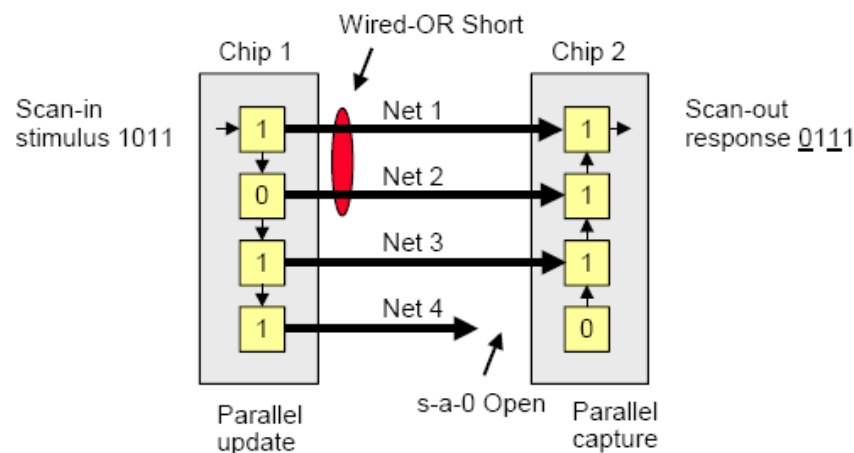 Wired-OR Short
Chip 1
Chip 2
Scan-in
stimulus 1011
Scan-out
response 0111
1
Net 1
1
0
Net 2
1
1
Net 3
1
1
Net 4
0
s-a-0 Open
Parallel
update
Parallel
capture